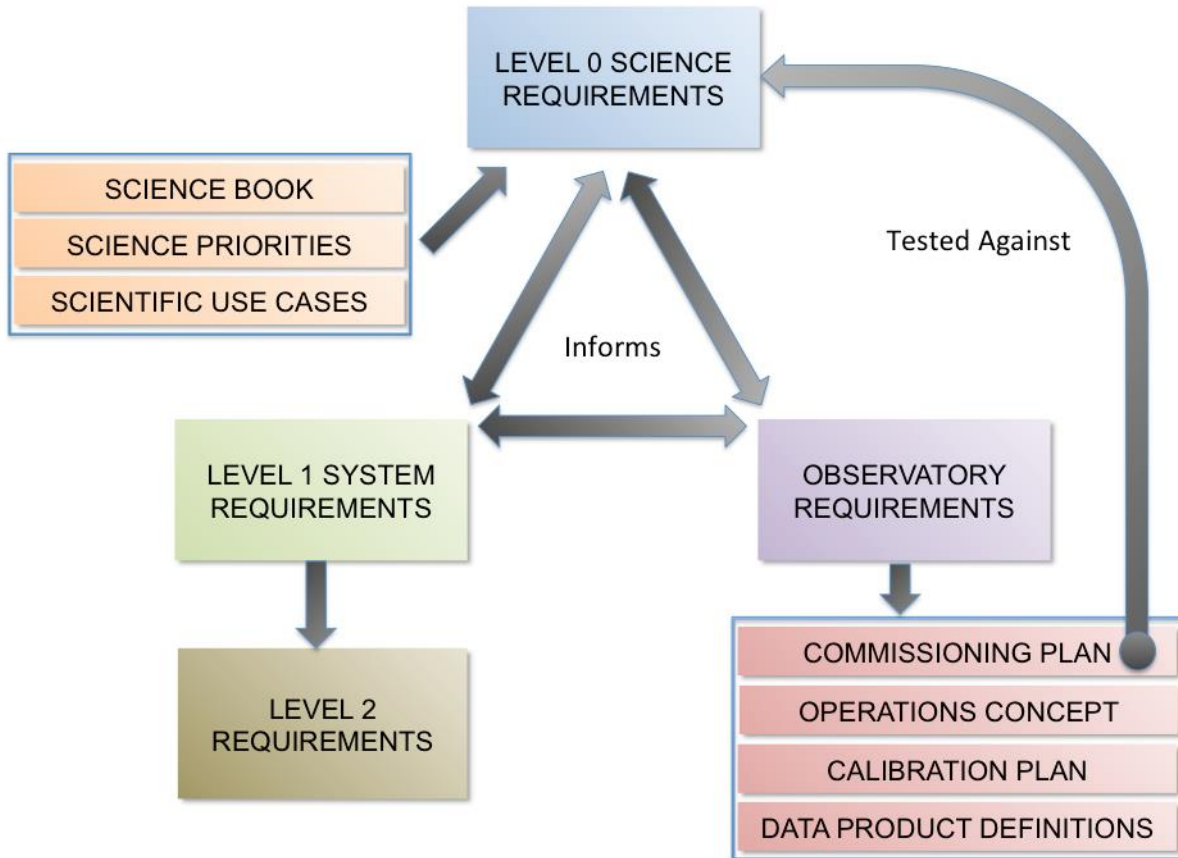 LEVEL 0 SCIENCE
REQUIREMENTS
SCIENCE BOOK
SCIENCE PRIORITIES
SCIENTIFIC USE CASES
Tested Against
Informs
LEVEL 1 SYSTEM
REQUIREMENTS
OBSERVATORY
REQUIREMENTS
LEVEL 2
REQUIREMENTS
COMMISSIONING PLAN
OPERATIONS CONCEPT
CALIBRATION PLAN
DATA PRODUCT DEFINITIONS